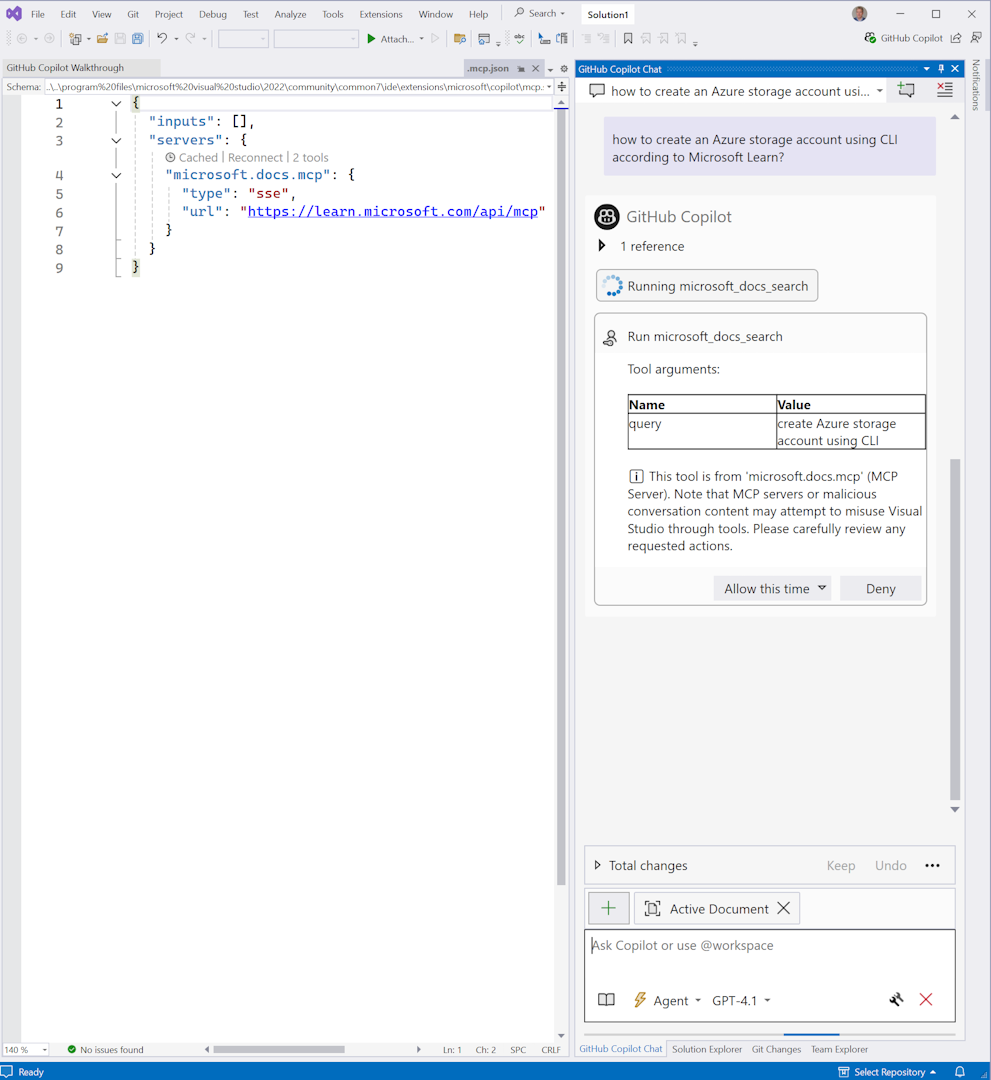 File Edit View Git Project Debug Test Analyze Tools Extensions Window Help Search Solution1
Attach... GitHub Copilot
GitHub Copilot Walkthrough .mcp.json
Schema: ..\..\program%20files\microsoft%20visual%20studio\2022\community\common7\ide\extensions\microsoft\copilot\mcp.s
1 {
2 "inputs": [],
3 "servers": {
Cached | Reconnect | 2 tools
4 "microsoft.docs.mcp": {
5 "type": "sse",
6 "url": "https://learn.microsoft.com/api/mcp"
7 }
8 }
9 }
140 % No issues found Ln: 1 Ch: 2 SPC CRLF
GitHub Copilot Chat
how to create an Azure storage account usi...
how to create an Azure storage account using CLI
according to Microsoft Learn?
GitHub Copilot
1 reference
Running microsoft_docs_search
Run microsoft_docs_search
Tool arguments:
Name Value
query create Azure storage
account using CLI
This tool is from 'microsoft.docs.mcp' (MCP
Server). Note that MCP servers or malicious
conversation content may attempt to misuse Visual
Studio through tools. Please carefully review any
requested actions.
Allow this time Deny
Total changes Keep Undo
Active Document
Ask Copilot or use @workspace
Agent GPT-4.1
GitHub Copilot Chat Solution Explorer Git Changes Team Explorer
Notifications
Ready Select Repository